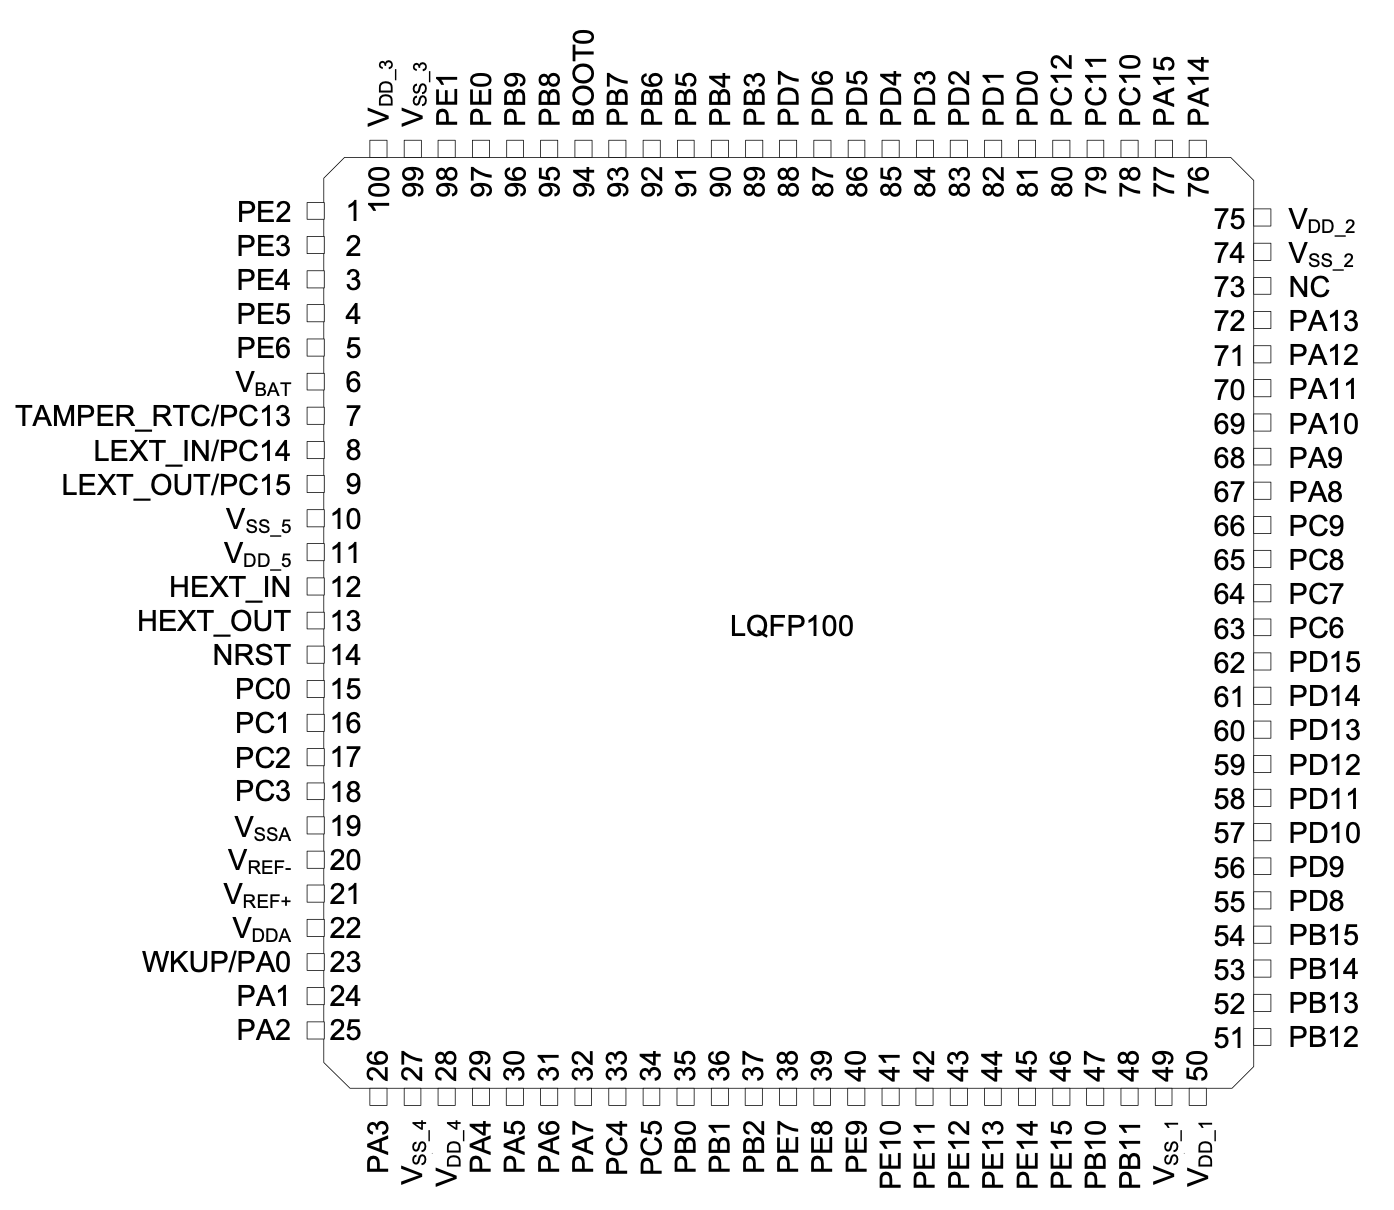 V_DD_3 V_SS_3 PE1 PE0 PB9 PB8 BOOT0 PB7 PB6 PB5 PB4 PB3 PD7 PD6 PD5 PD4 PD3 PD2 PD1 PD0 PC12 PC11 PC10 PA15 PA14
100 99 98 97 96 95 94 93 92 91 90 89 88 87 86 85 84 83 82 81 80 79 78 77 76
PE2 1
PE3 2
PE4 3
PE5 4
PE6 5
VBAT 6
TAMPER_RTC/PC13 7
LEXT_IN/PC14 8
LEXT_OUT/PC15 9
VSS_5 10
VDD_5 11
HEXT_IN 12
HEXT_OUT 13
NRST 14
PC0 15
PC1 16
PC2 17
PC3 18
VSSA 19
VREF- 20
VREF+ 21
VDDA 22
WKUP/PA0 23
PA1 24
PA2 25
LQFP100
75 VDD_2
74 VSS_2
73 NC
72 PA13
71 PA12
70 PA11
69 PA10
68 PA9
67 PA8
66 PC9
65 PC8
64 PC7
63 PC6
62 PD15
61 PD14
60 PD13
59 PD12
58 PD11
57 PD10
56 PD9
55 PD8
54 PB15
53 PB14
52 PB13
51 PB12
26 27 28 29 30 31 32 33 34 35 36 37 38 39 40 41 42 43 44 45 46 47 48 49 50
PA3 VSS_4 VDD_4 PA4 PA5 PA6 PA7 PC4 PC5 PB0 PB1 PB2 PE7 PE8 PE9 PE10 PE11 PE12 PE13 PE14 PE15 PB10 PB11 VSS_1 VDD_1